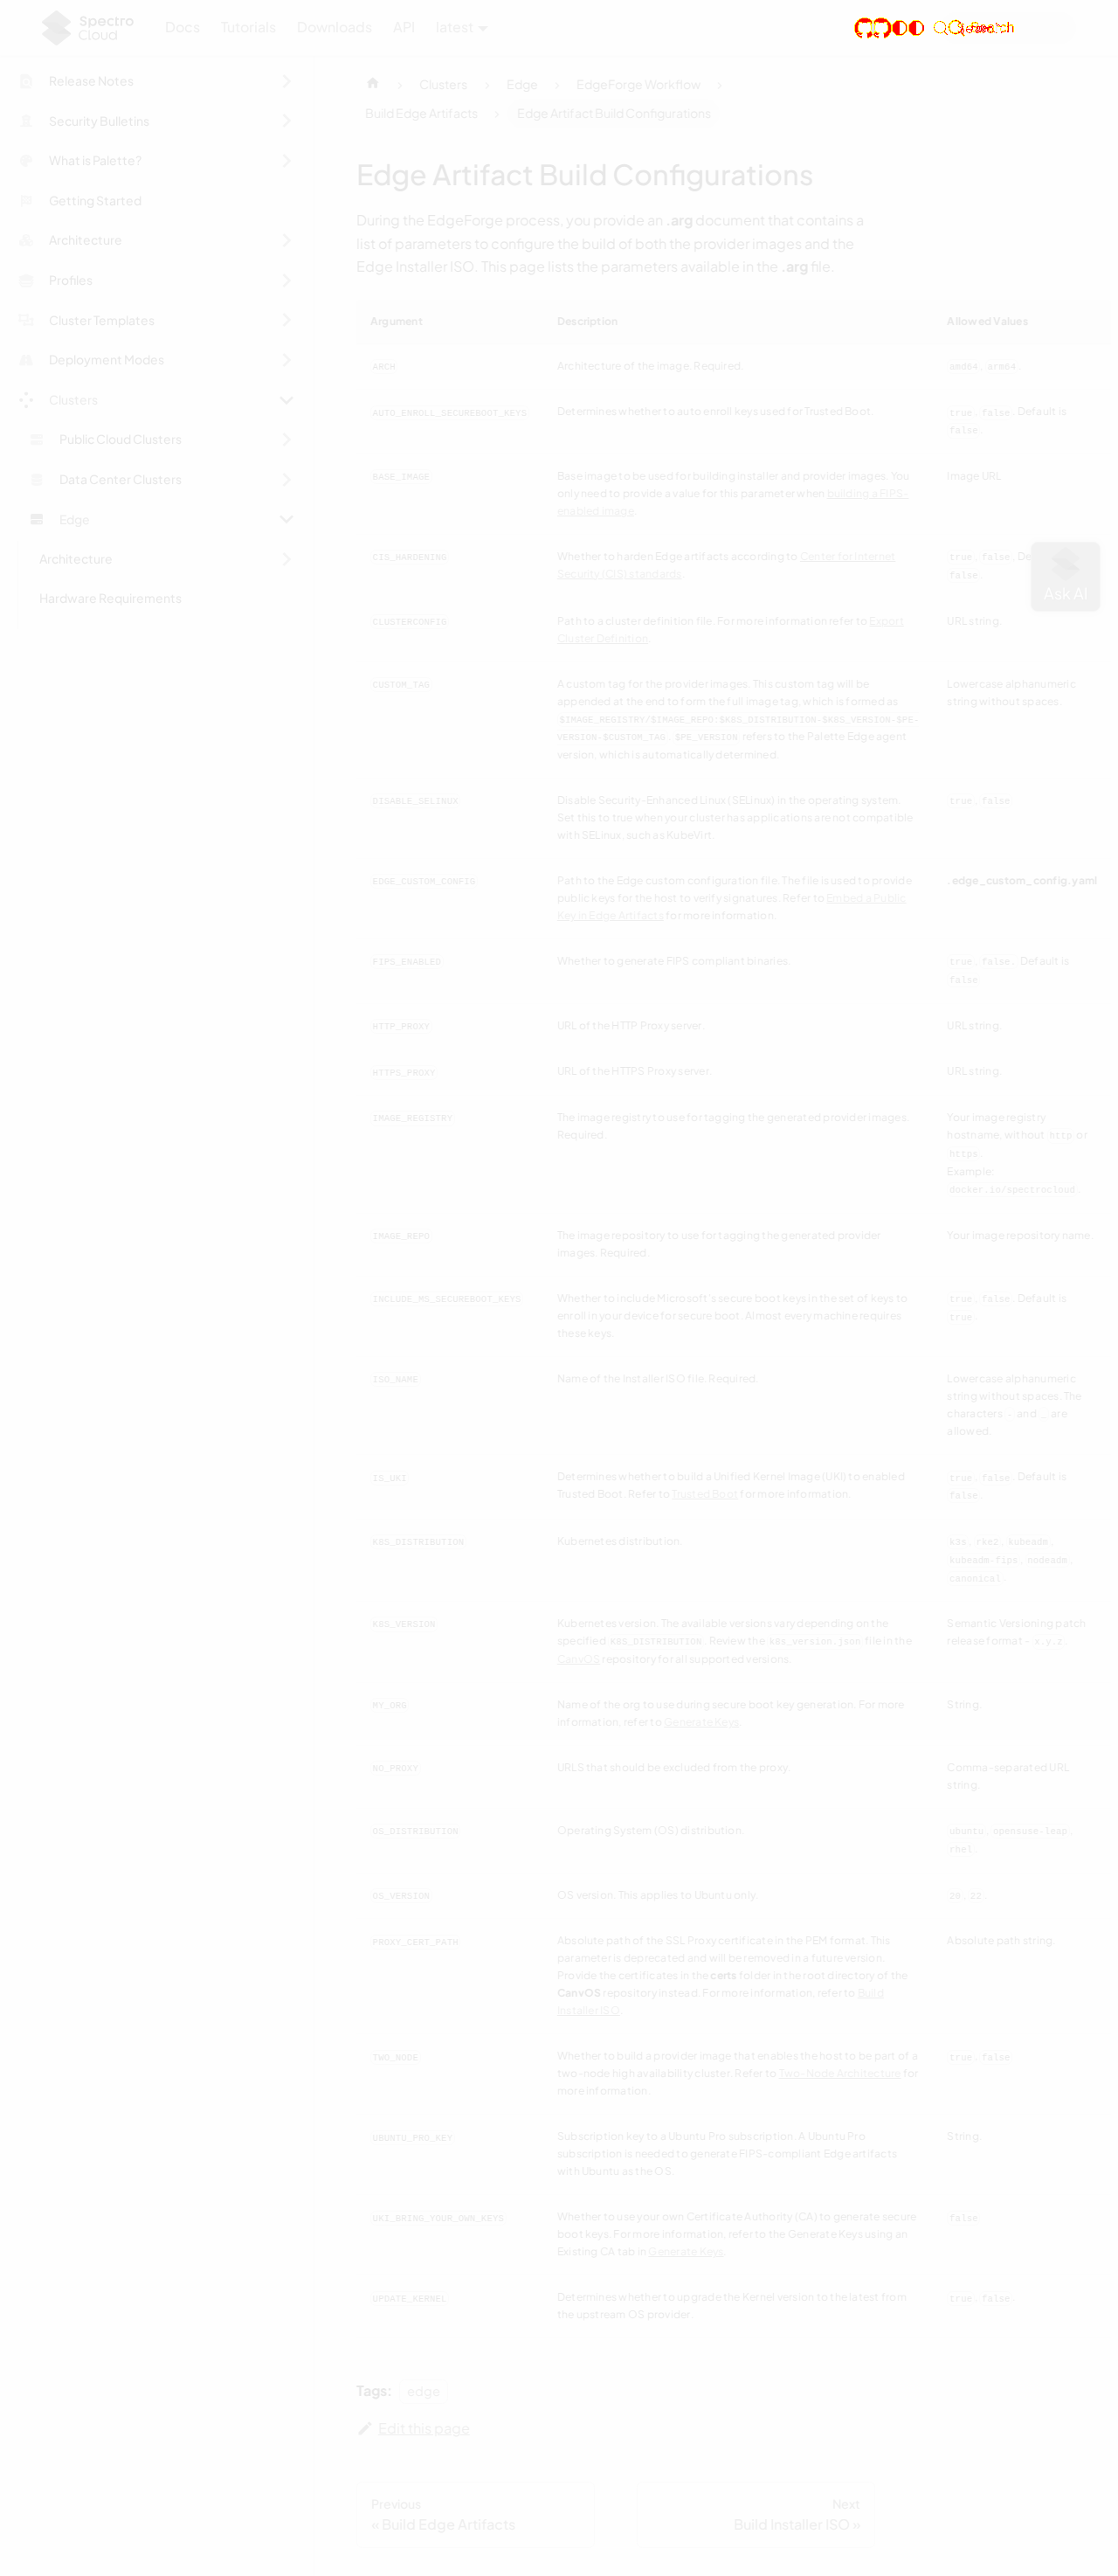 Spectro
Cloud
Docs
Tutorials
Downloads
API
latest
Release Notes
Security Bulletins
What is Palette?
Getting Started
Architecture
Profiles
Cluster Templates
Deployment Modes
Clusters
Public Cloud Clusters
Data Center Clusters
Edge
Architecture
Hardware Requirements
Clusters
Edge
EdgeForge Workflow
Build Edge Artifacts
Edge Artifact Build Configurations
Edge Artifact Build Configurations
During the EdgeForge process, you provide an .arg document that contains a
list of parameters to configure the build of both the provider images and the
Edge Installer ISO. This page lists the parameters available in the .arg file.
Argument Description Allowed Values
ARCH Architecture of the image. Required. amd64, arm64.
AUTO_ENROLL_SECUREBOOT_KEYS Determines whether to auto enroll keys used for Trusted Boot. true, false. Default is
false.
BASE_IMAGE Base image to be used for building installer and provider images. You Image URL
only need to provide a value for this parameter when building a FIPS-
enabled image.
CIS_HARDENING Whether to harden Edge artifacts according to Center for Internet true, false. De
Security (CIS) standards. false.
Ask AI
CLUSTERCONFIG Path to a cluster definition file. For more information refer to Export URL string
Cluster Definition.
CUSTOM_TAG A custom tag for the provider images. This custom tag will be Lowercase alphanumeric
appended at the end to form the full image tag, which is formed as string without spaces.
$IMAGE_REGISTRY/$IMAGE_REPO:$K8S_DISTRIBUTION-$K8S_VERSION-$PE-
VERSION-$CUSTOM_TAG. $PE_VERSION refers to the Palette Edge agent
version, which is automatically determined.
DISABLE_SELINUX Disable Security-Enhanced Linux (SELinux) in the operating system. true, false
Set this to true when your cluster has applications are not compatible
with SELinux, such as KubeVirt.
EDGE_CUSTOM_CONFIG Path to the Edge custom configuration file. The file is used to provide .edge_custom_config.yaml
public keys for the host to verify signatures. Refer to Embed a Public
Key in Edge Artifacts for more information.
FIPS_ENABLED Whether to generate FIPS compliant binaries. true, false. Default is
false
HTTP_PROXY URL of the HTTP Proxy server. URL string.
HTTPS_PROXY URL of the HTTPS Proxy server. URL string.
IMAGE_REGISTRY The image registry to use for tagging the generated provider images. Your image registry
Required. hostname, without http or
https.
Example:
docker.io/spectrocloud.
IMAGE_REPO The image repository to use for tagging the generated provider Your image repository name.
images. Required
INCLUDE_MS_SECUREBOOT_KEYS Whether to include Microsoft's secure boot keys in the set of keys to true, false. Default is
enroll in your device for secure boot. Almost every machine requires true
these keys.
ISO_NAME Name of the installer ISO file. Required. Lowercase alphanumeric
string without spaces. The
characters - and _ are
allowed.
IS_UKI Determines whether to build a Unified Kernel Image (UKI) to enabled true, false. Default is
Trusted Boot. Refer to Trusted Boot for more information. false.
K8S_DISTRIBUTION Kubernetes distribution. k3s, rke2, kubeadm,
kubeadm-fips, nodeadm,
canonical.
K8S_VERSION Kubernetes version. The available versions vary depending on the Semantic Versioning patch
specified K8S_DISTRIBUTION. Review the k8s_version.json file in the release format - x.y.z.
CanvOS repository for all supported versions.
MY_ORG Name of the org to use during secure boot key generation. For more String
information, refer to Generate Keys.
NO_PROXY URLS that should be excluded from the proxy. Comma-separated URL
string.
OS_DISTRIBUTION Operating System (OS) distribution. ubuntu, opensuse-leap,
rhel.
OS_VERSION OS version. This applies to Ubuntu only. 20, 22.
PROXY_CERT_PATH Absolute path of the SSL Proxy certificate in the PEM format. This Absolute path string.
parameter is deprecated and will be removed in a future version.
Provide the certificates in the certs folder in the root directory of the
CanvOS repository instead. For more information, refer to Build
Installer ISO.
TWO_NODE Whether to build a provider image that enables the host to be part of a true, false
two-node high availability cluster. Refer to Two-Node Architecture for
more information.
UBUNTU_PRO_KEY Subscription key to a Ubuntu Pro subscription. A Ubuntu Pro String
subscription is needed to generate FIPS-compliant Edge artifacts
with Ubuntu as the OS.
UKI_BRING_YOUR_OWN_KEYS Whether to use your own Certificate Authority (CA) to generate secure false
boot keys. For more information, refer to the Generate Keys using an
Existing CA tab in Generate Keys
UPDATE_KERNEL Determines whether to upgrade the Kernel version to the latest from true, false.
the upstream OS provider.
Tags: edge
Edit this page
Previous
« Build Edge Artifacts
Next
Build Installer ISO »